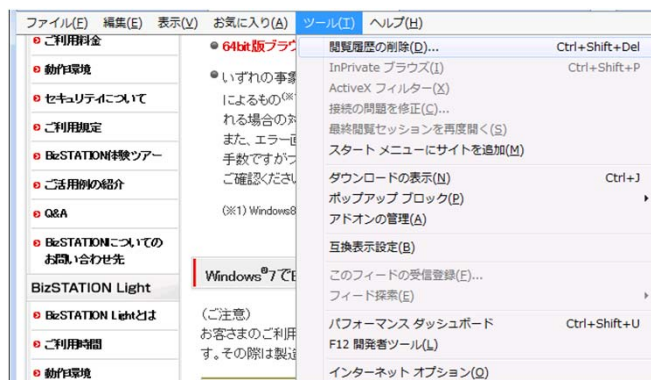 ファイル(F) 編集(E) 表示(V) お気に入り(A) ツール(T) ヘルプ(H)
ご利用料金
動作環境
セキュリティについて
ご利用規定
BizSTATION体験ツアー
ご活用例の紹介
Q&A
BizSTATIONについての
お問い合わせ先
BizSTATION Light
BizSTATION Lightとは
ご利用時間
動作環境
64bit版ブラウ
いずれの事象
によるもの(※
れる場合の対
また、エラー画
手数ですがつ
ご確認ください
(※1) Windows8
Windows®7でE
(ご注意)
お客さまのご利用
す。その際は製造
閲覧履歴の削除(D)... Ctrl+Shift+Del
InPrivate ブラウズ(I) Ctrl+Shift+P
ActiveX フィルター(X)
接続の問題を修正(C)...
最終閲覧セッションを再度開く(S)
スタート メニューにサイトを追加(M)
ダウンロードの表示(N) Ctrl+J
ポップアップ ブロック(P)
アドオンの管理(A)
互換表示設定(B)
このフィードの受信登録(F)...
フィード探索(E)
パフォーマンス ダッシュボード Ctrl+Shift+U
F12 開発者ツール(L)
インターネット オプション(O)